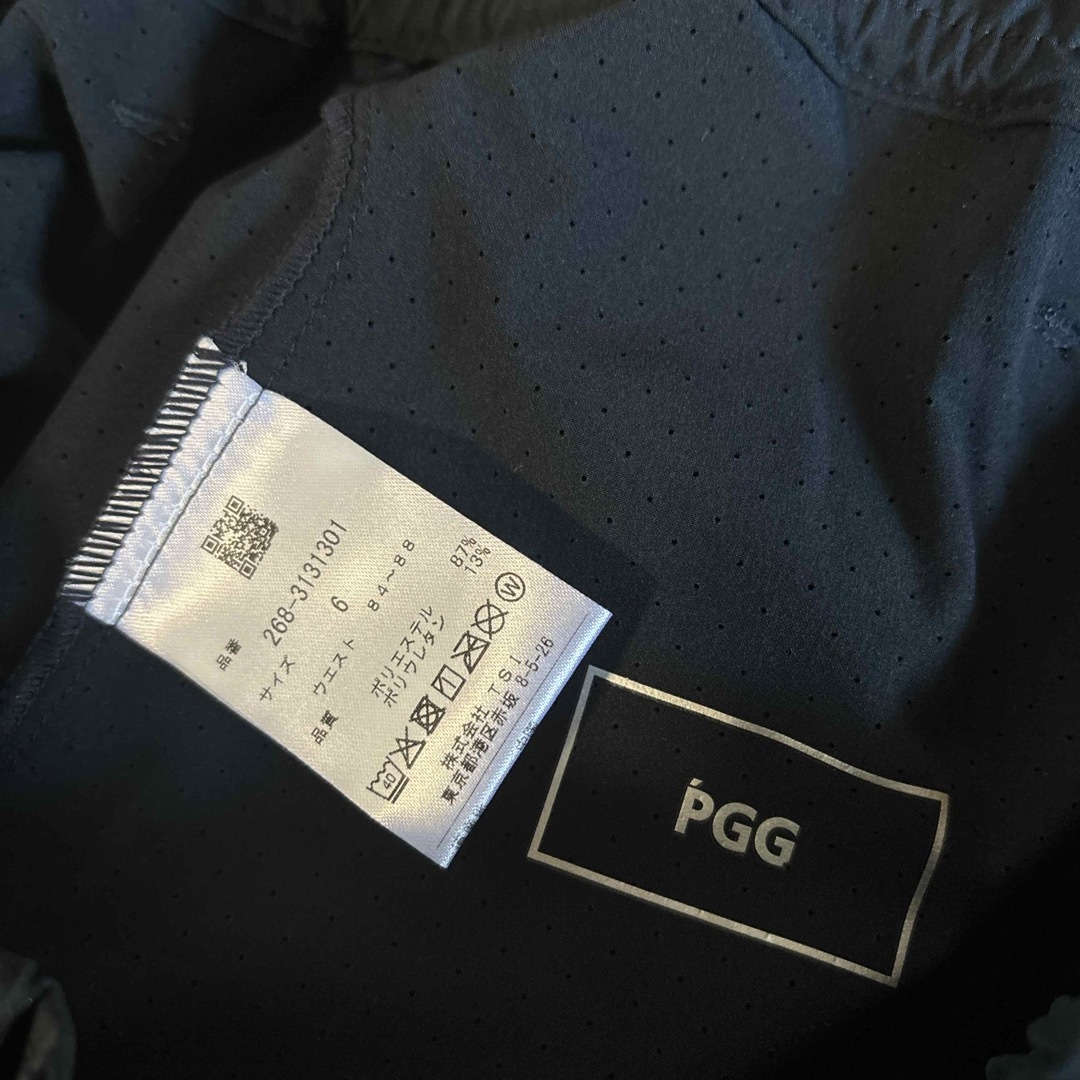 品番 268-3131301
サイズ 6
ウエスト 84~88
品質 ポリエステル 87%
ポリウレタン 13%
40 W
株式会社 TSI
東京都港区赤坂 8-5-26
PGG